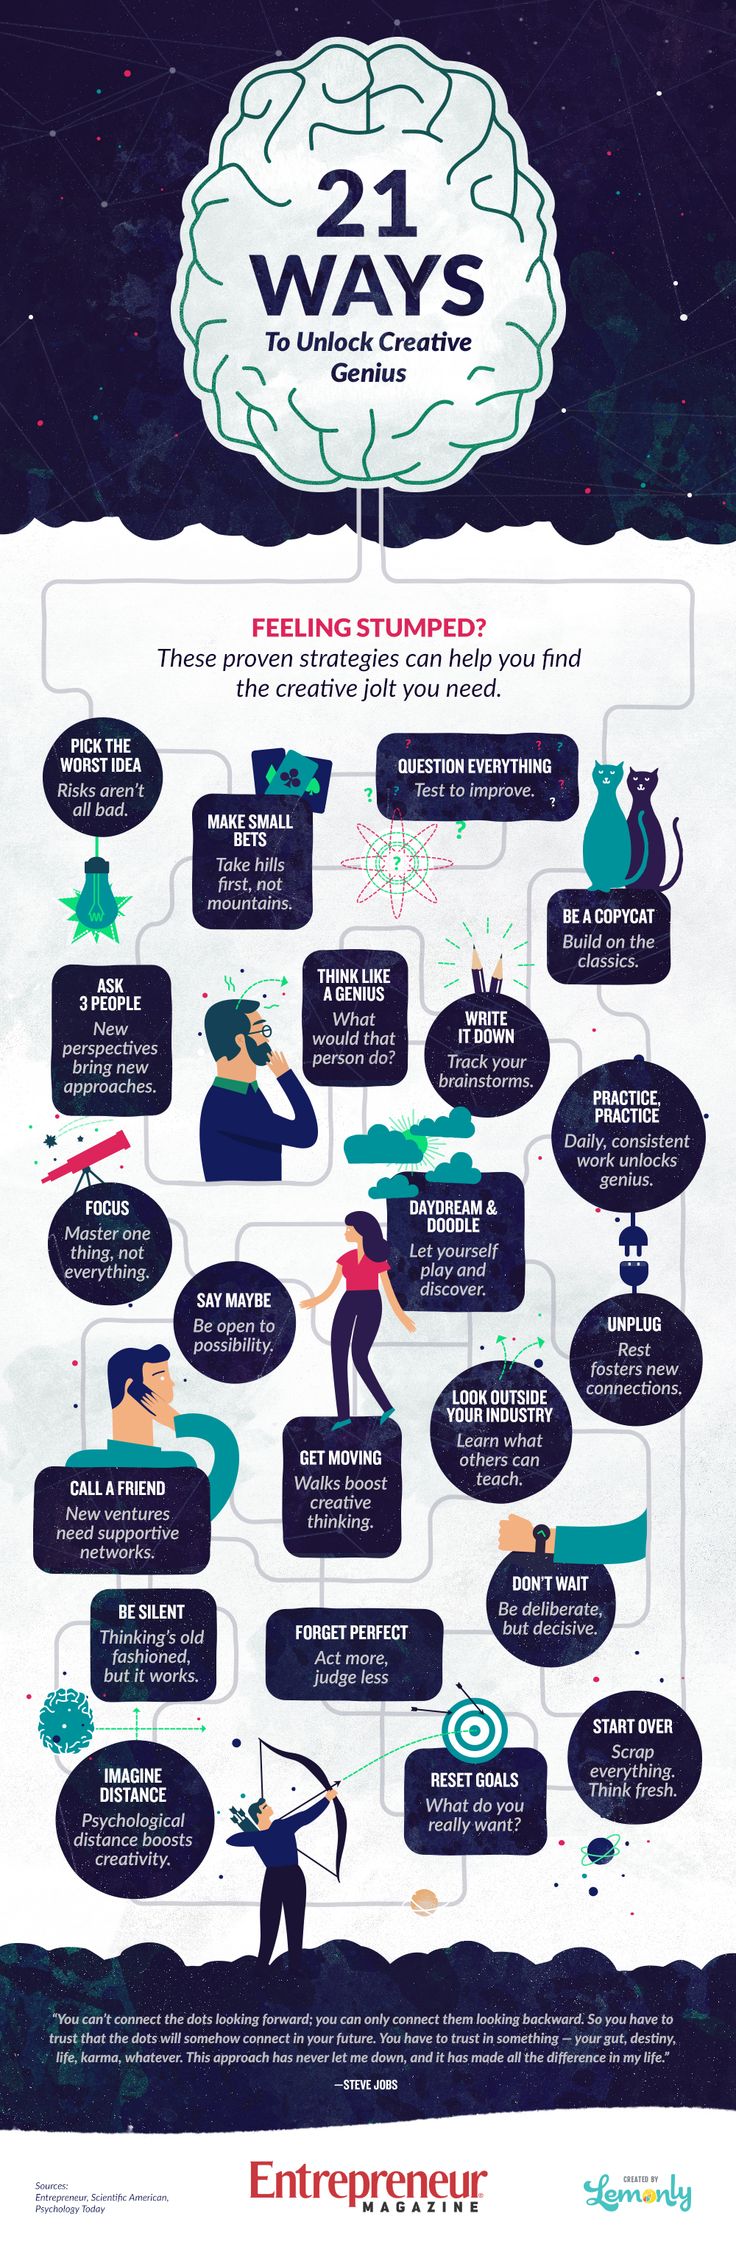 21
WAYS
To Unlock Creative
Genius
FEELING STUMPED?
These proven strategies can help you find
the creative jolt you need.
PICK THE
WORST IDEA
Risks aren't
all bad.
MAKE SMALL
BETS
Take hills
first, not
mountains.
QUESTION EVERYTHING
Test to improve.
? ? ? ? ? ? ? ? ?
BE A COPYCAT
Build on the
classics.
ASK
3 PEOPLE
New
perspectives
bring new
approaches.
THINK LIKE
A GENIUS
What
would that
person do?
WRITE
IT DOWN
Track your
brainstorms.
PRACTICE,
PRACTICE
Daily, consistent
work unlocks
genius.
FOCUS
Master one
thing, not
everything.
SAY MAYBE
Be open to
possibility.
DAYDREAM &
DOODLE
Let yourself
play and
discover.
UNPLUG
Rest
fosters new
connections.
CALL A FRIEND
New ventures
need supportive
networks.
GET MOVING
Walks boost
creative
thinking.
LOOK OUTSIDE
YOUR INDUSTRY
Learn what
others can
teach.
DON'T WAIT
Be deliberate,
but decisive.
BE SILENT
Thinking's old
fashioned,
but it works.
FORGET PERFECT
Act more,
judge less
IMAGINE
DISTANCE
Psychological
distance boosts
creativity.
RESET GOALS
What do you
really want?
START OVER
Scrap
everything.
Think fresh.
"You can't connect the dots looking forward; you can only connect them looking backward. So you have to
trust that the dots will somehow connect in your future. You have to trust in something — your gut, destiny,
life, karma, whatever. This approach has never let me down, and it has made all the difference in my life."
—STEVE JOBS
Sources:
Entrepreneur, Scientific American,
Psychology Today
Entrepreneur®
MAGAZINE
CREATED BY
Lemonly